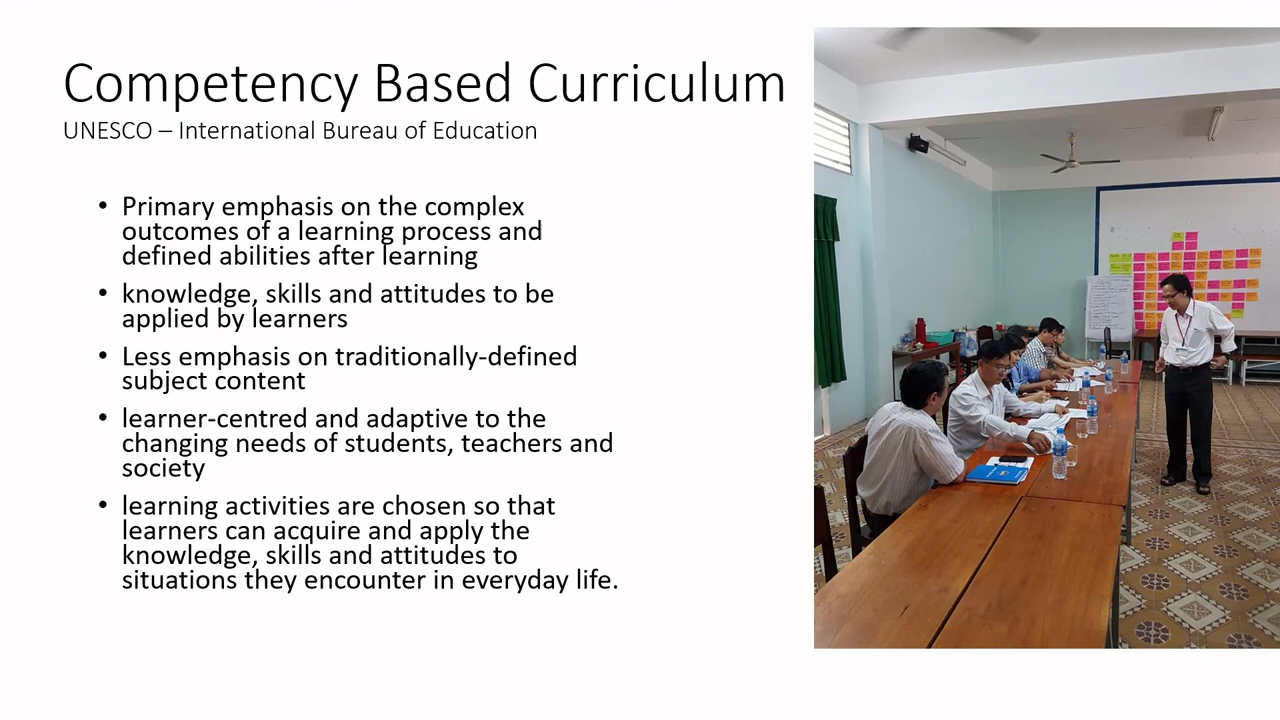 Competency Based Curriculum
UNESCO – International Bureau of Education
• Primary emphasis on the complex
outcomes of a learning process and
defined abilities after learning
• knowledge, skills and attitudes to be
applied by learners
• Less emphasis on traditionally-defined
subject content
• learner-centred and adaptive to the
changing needs of students, teachers and
society
• learning activities are chosen so that
learners can acquire and apply the
knowledge, skills and attitudes to
situations they encounter in everyday life.